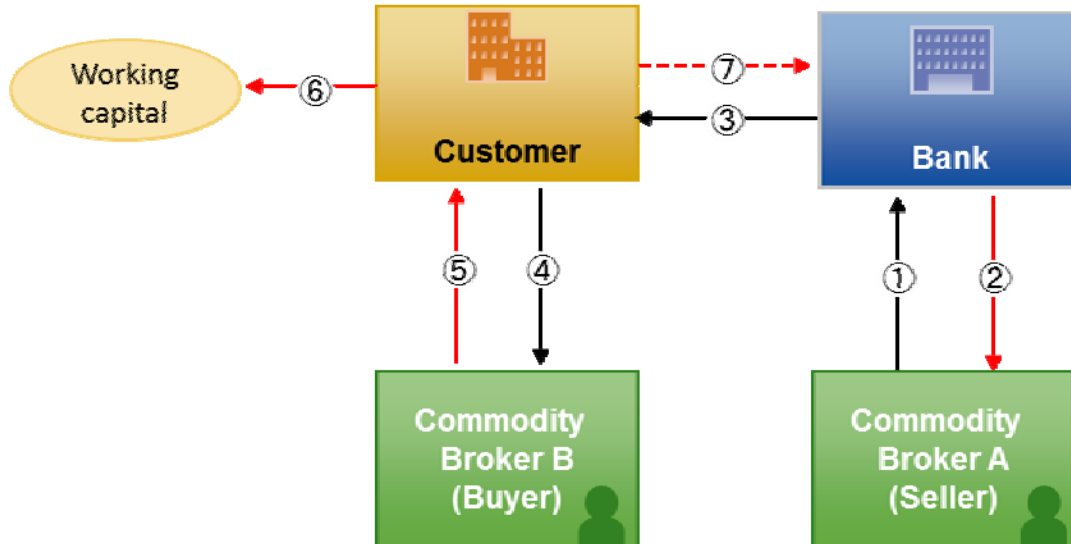 Working
capital
⑥
Customer
⑦
③
Bank
⑤
④
①
②
Commodity
Broker B
(Buyer)
Commodity
Broker A
(Seller)